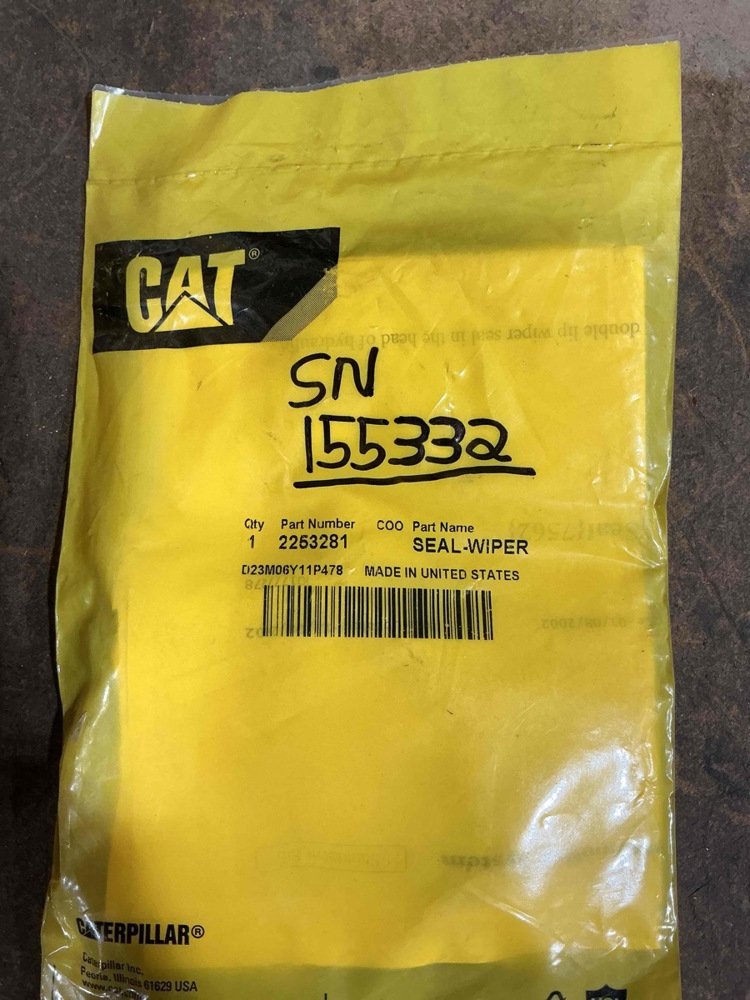 CAT®
double lip wiper seal in the head of hydraulic
SN
155332
Qty Part Number COO Part Name
1 2253281 SEAL-WIPER
D23M06Y11P478 MADE IN UNITED STATES
CATERPILLAR®
Caterpillar Inc.
Peoria, Illinois 61629 USA